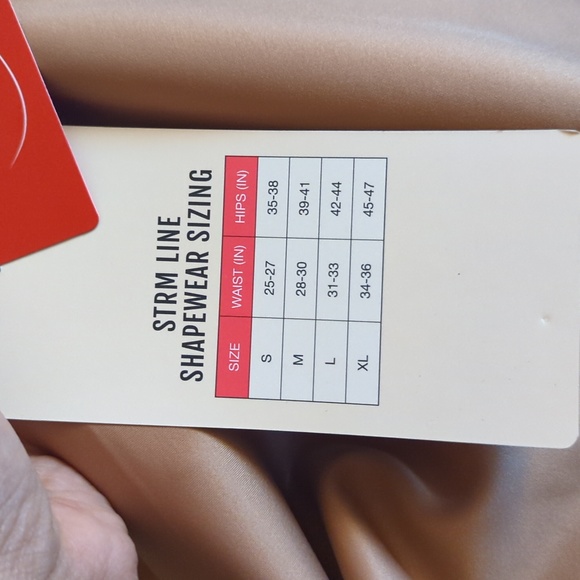 STRM LINE
SHAPEWEAR SIZING
SIZE WAIST (IN) HIPS (IN)
S 25-27 35-38
M 28-30 39-41
L 31-33 42-44
XL 34-36 45-47